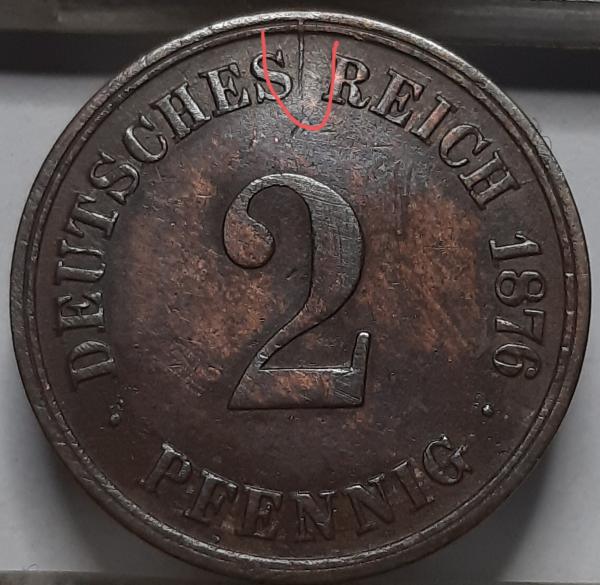 DEUTSCHES REICH 1876
2
PFENNIG